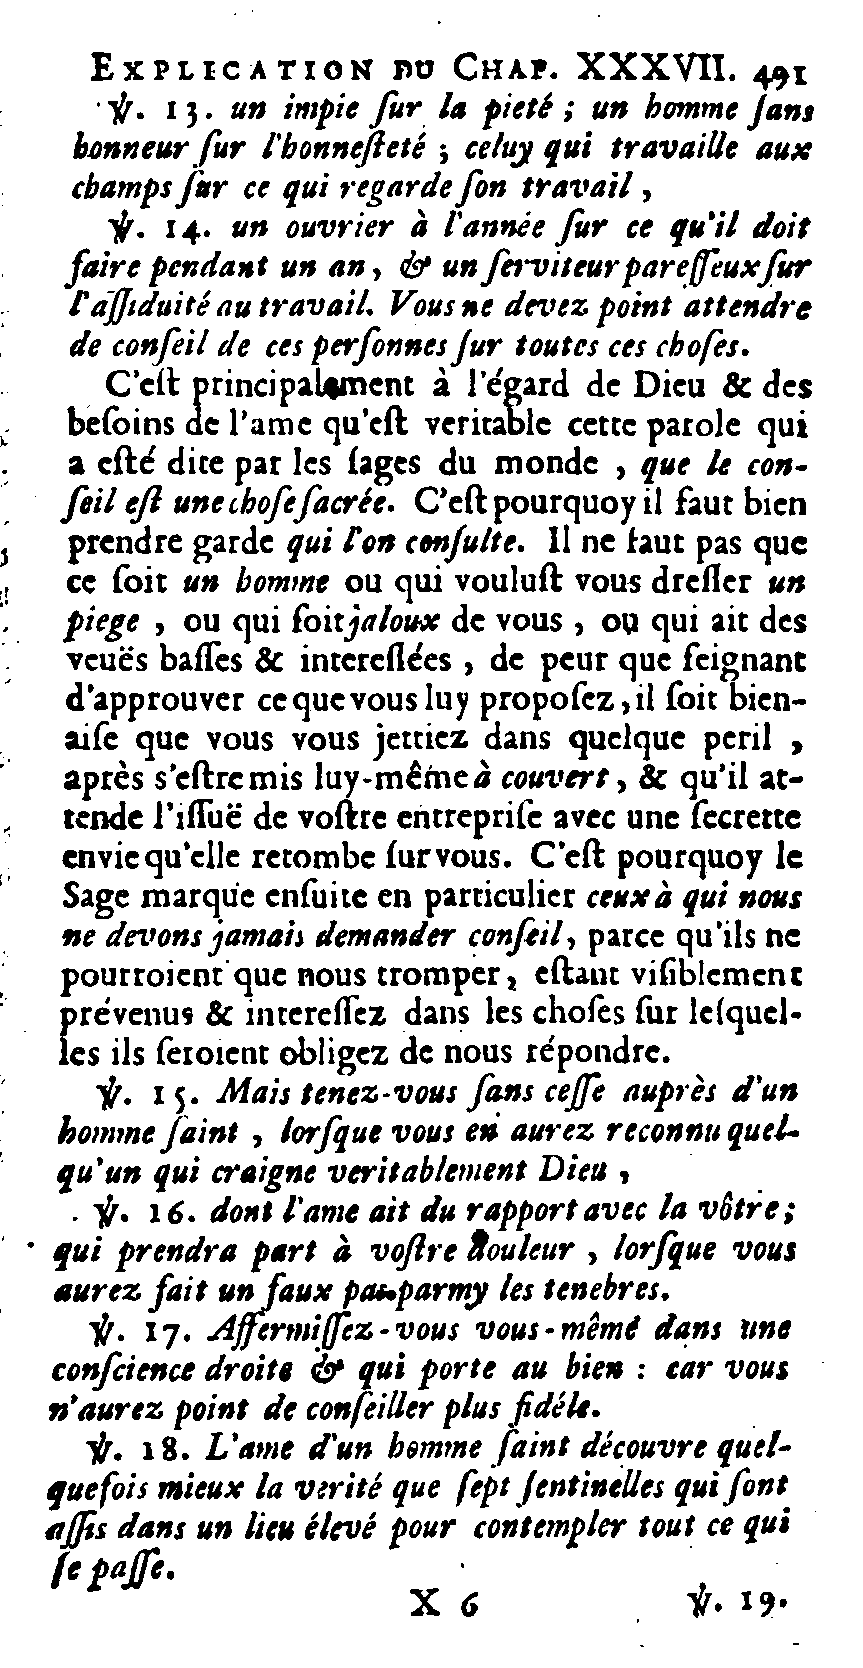 EXPLICATION DU CHAP. XXXVII. 491
℣. 13. un impie ſur la pieté ; un homme ſans
honneur ſur l'honneſteté ; celuy qui travaille aux
champs ſur ce qui regarde ſon travail ,
℣. 14. un ouvrier à l'année ſur ce qu'il doit
faire pendant un an, & un ſerviteur pareſſeux ſur
l'aſſiduité au travail. Vous ne devez point attendre
de conſeil de ces perſonnes ſur toutes ces choſes.
C'eſt principalement à l'égard de Dieu & des
beſoins de l'ame qu'eſt veritable cette parole qui
a eſté dite par les ſages du monde , que le con-
ſeil eſt une choſe ſacrée. C'eſt pourquoy il faut bien
prendre garde qui l'on conſulte. Il ne faut pas que
ce ſoit un homme ou qui vouluſt vous dreſſer un
piege , ou qui ſoit jaloux de vous , ou qui ait des
veuës baſſes & intereſſées , de peur que feignant
d'approuver ce que vous luy propoſez, il ſoit bien-
aiſe que vous vous jettiez dans quelque peril ,
après s'eſtre mis luy-même à couvert, & qu'il at-
tende l'iſſuë de voſtre entrepriſe avec une ſecrette
envie qu'elle retombe ſur vous. C'eſt pourquoy le
Sage marque enſuite en particulier ceux à qui nous
ne devons jamais demander conſeil, parce qu'ils ne
pourroient que nous tromper, eſtant viſiblement
prévenus & intereſſez dans les choſes ſur leſquel-
les ils ſeroient obligez de nous répondre.
℣. 15. Mais tenez-vous ſans ceſſe auprès d'un
homme ſaint , lorſque vous en aurez reconnu quel-
qu'un qui craigne veritablement Dieu ,
℣. 16. dont l'ame ait du rapport avec la vôtre ;
qui prendra part à voſtre douleur , lorſque vous
aurez fait un faux pas parmy les tenebres.
℣. 17. Affermiſſez-vous vous-même dans une
conſcience droite & qui porte au bien : car vous
n'aurez point de conſeiller plus fidéle.
℣. 18. L'ame d'un homme ſaint découvre quel-
quefois mieux la verité que ſept ſentinelles qui ſont
aſſis dans un lieu élevé pour contempler tout ce qui
ſe paſſe.
X 6 ℣. 19.